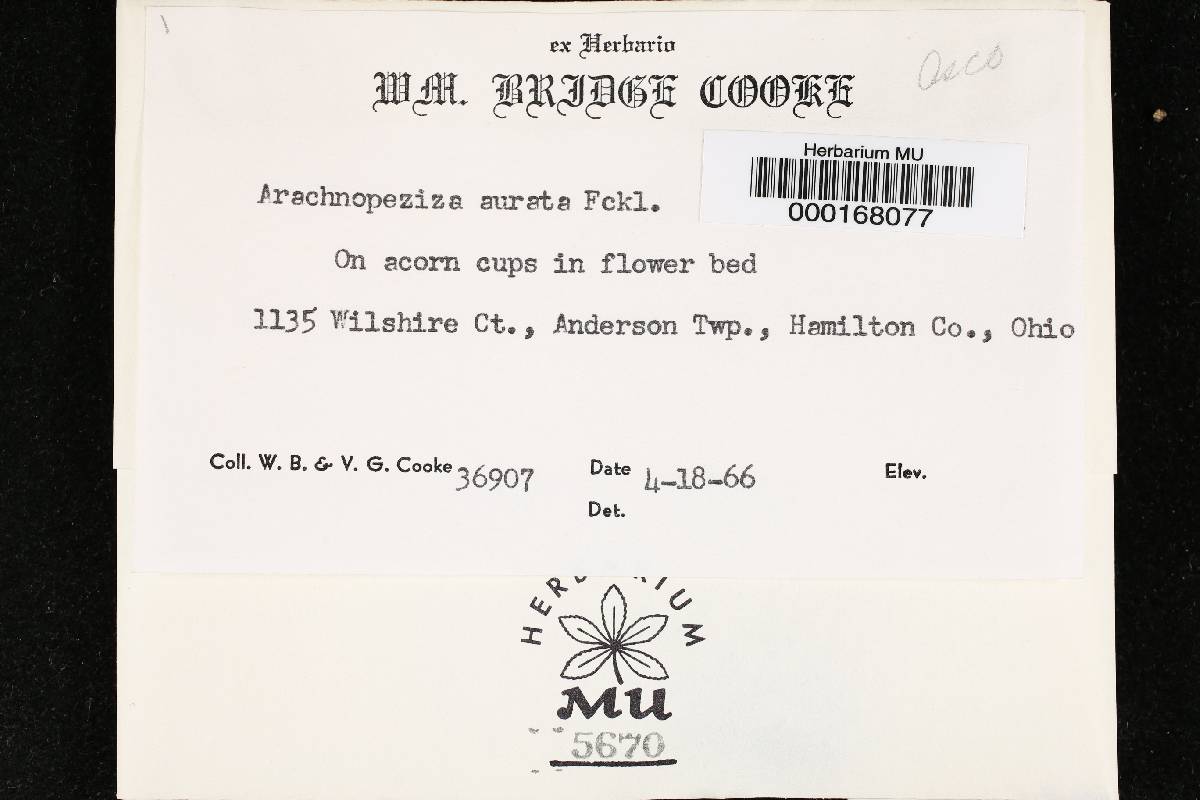 ex Herbario
WM. BRIDGE COOKE
Asco
Herbarium MU
000168077
Arachnopeziza aurata Fckl.
On acorn cups in flower bed
1135 Wilshire Ct., Anderson Twp., Hamilton Co., Ohio
Coll. W. B. & V. G. Cooke 36907 Date 4-18-66 Elev.
Det.
HERBARIUM
MU
5670